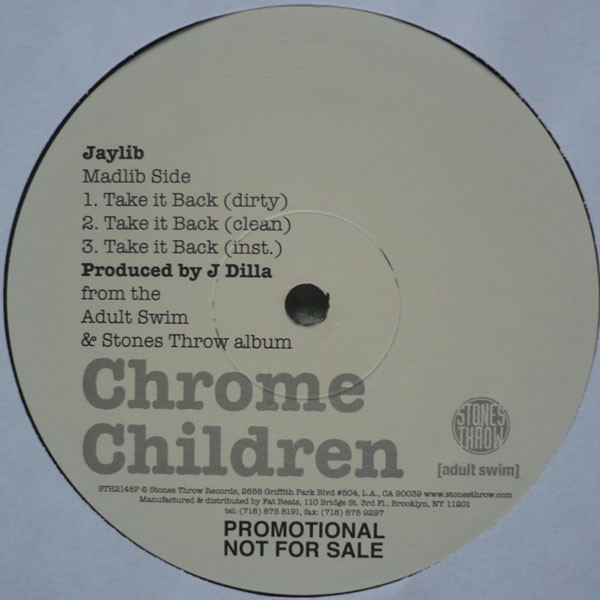 Jaylib
Madlib Side
1. Take it Back (dirty)
2. Take it Back (clean)
3. Take it Back (inst.)
Produced by J Dilla
from the
Adult Swim
& Stones Throw album
Chrome
Children
STONES
THROW
[adult swim]
STH2148P © Stones Throw Records, 2658 Griffith Park Blvd #504, L.A., CA 90039 www.stonesthrow.com
Manufactured & distributed by Fat Beats, 110 Bridge St. 3rd Fl., Brooklyn, NY 11201
tel: (718) 875 8191, fax: (718) 875 9297
PROMOTIONAL
NOT FOR SALE